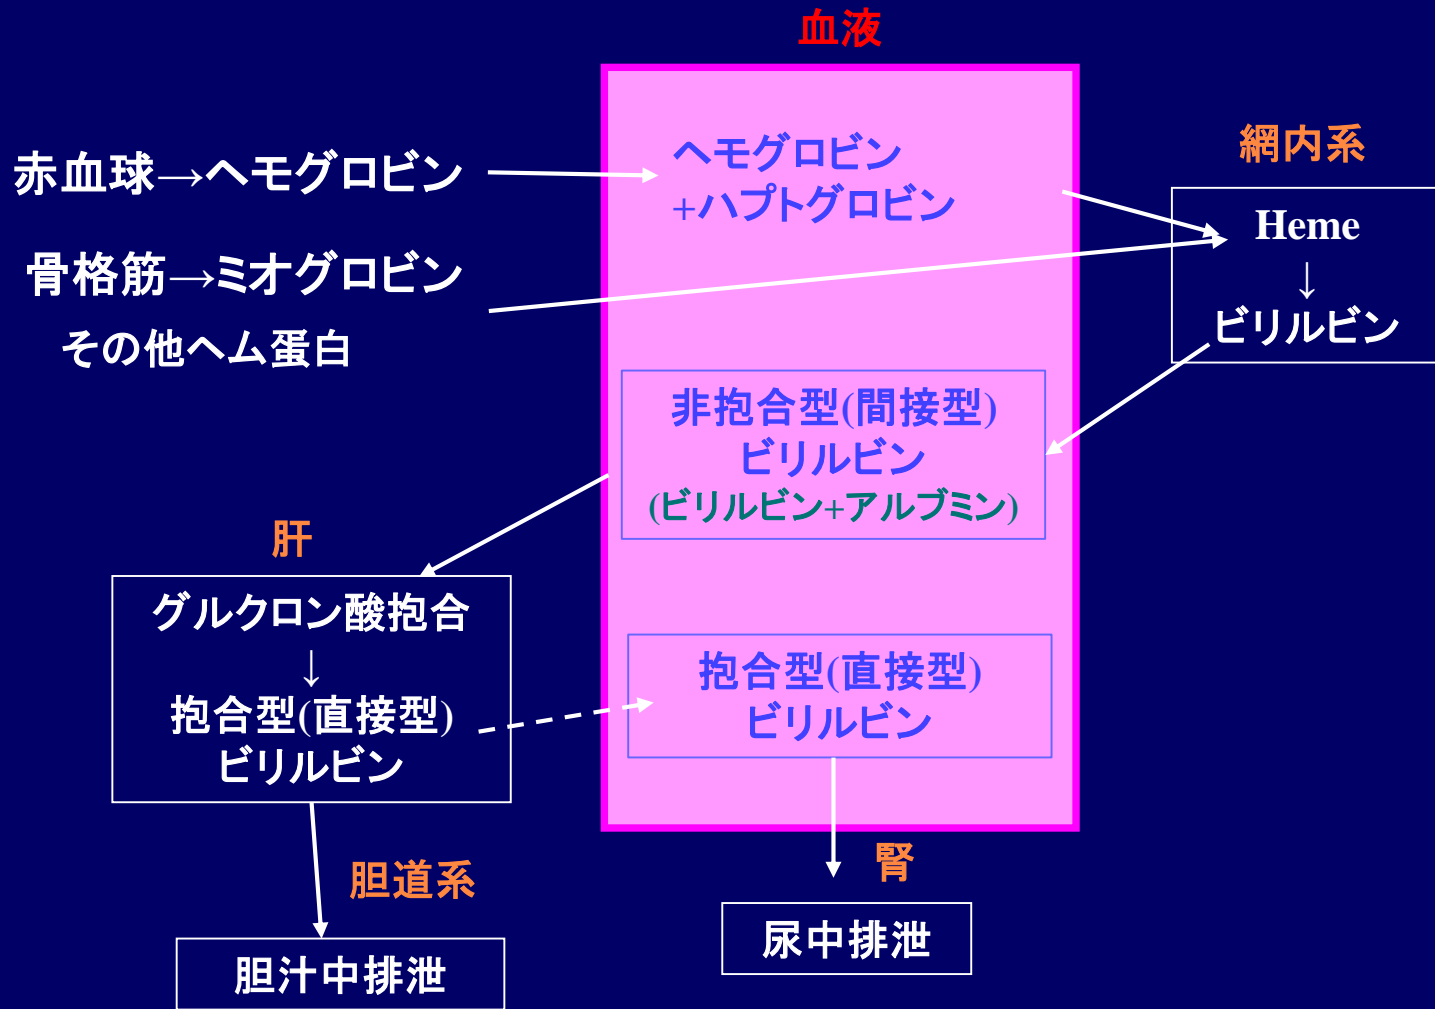 血液
赤血球→ヘモグロビン
骨格筋→ミオグロビン
その他ヘム蛋白
ヘモグロビン
+ハプトグロビン
網内系
Heme
↓
ビリルビン
非抱合型(間接型)
ビリルビン
(ビリルビン+アルブミン)
肝
グルクロン酸抱合
↓
抱合型(直接型)
ビリルビン
抱合型(直接型)
ビリルビン
胆道系
胆汁中排泄
腎
尿中排泄